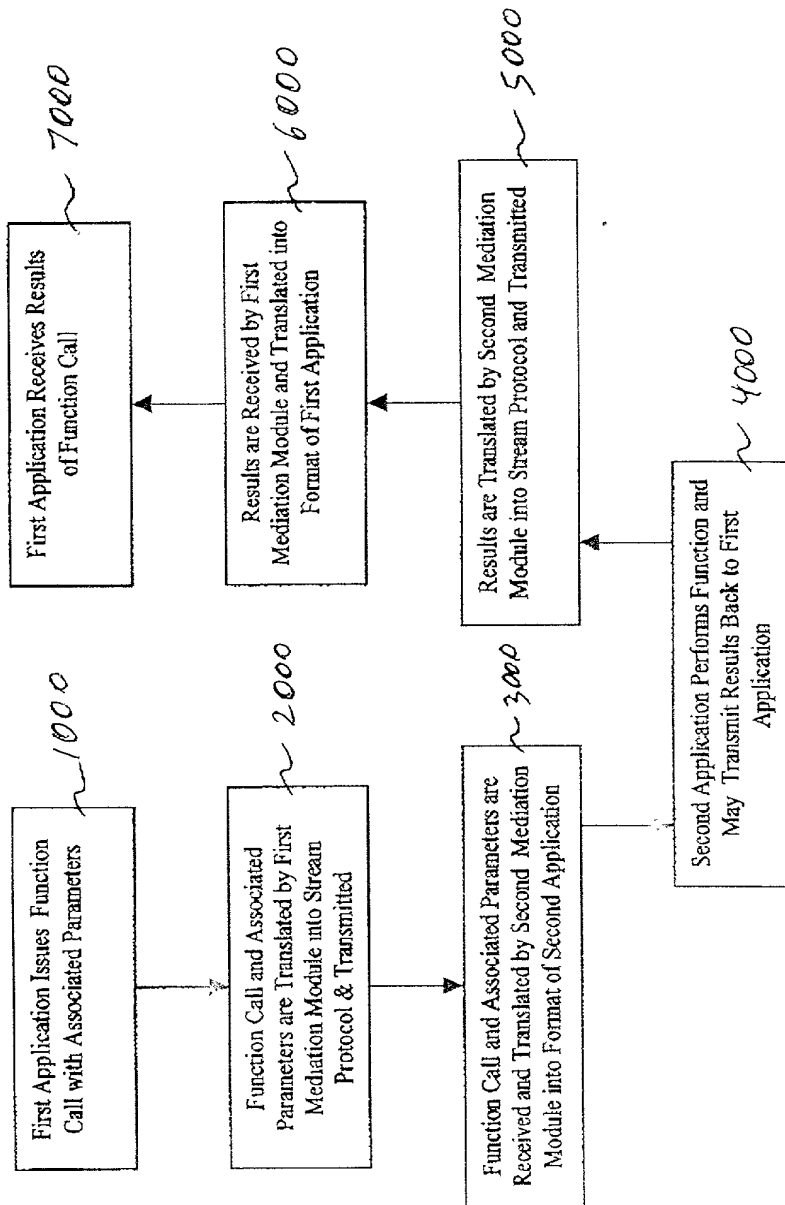 First Application Issues Function
Call with Associated Parameters
1000
Function Call and Associated
Parameters are Translated by First
Mediation Module into Stream
Protocol & Transmitted
2000
Function Call and Associated Parameters are
Received and Translated by Second Mediation
Module into Format of Second Application
3000
Second Application Performs Function and
May Transmit Results Back to First
Application
4000
Results are Translated by Second Mediation
Module into Stream Protocol and Transmitted
5000
Results are Received by First
Mediation Module and Translated into
Format of First Application
6000
First Application Receives Results
of Function Call
7000